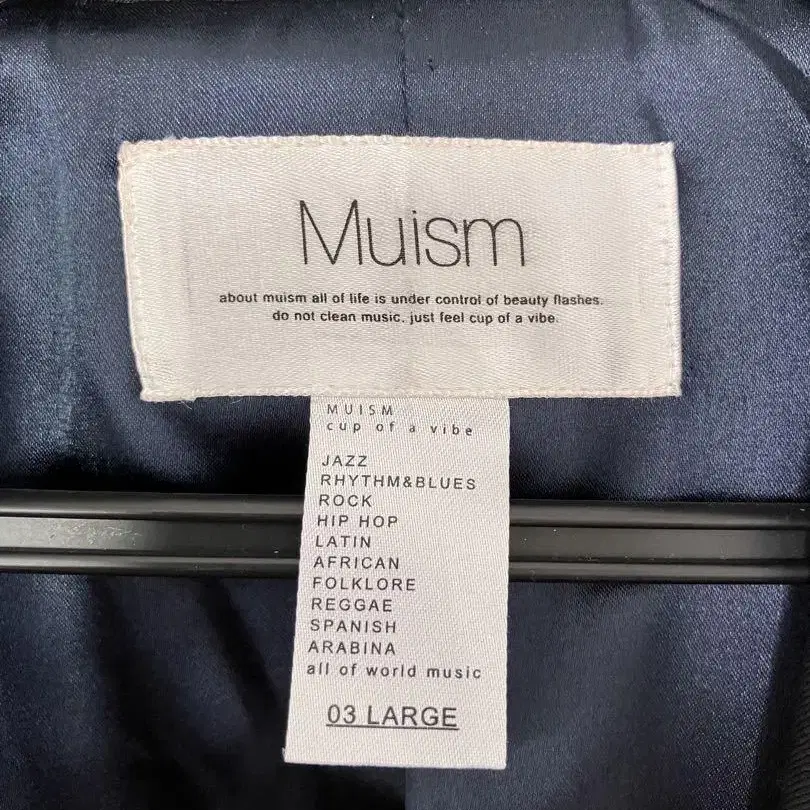 Muism
about muism all of life is under control of beauty flashes.
do not clean music. just feel cup of a vibe.
MUISM
cup of a vibe
JAZZ
RHYTHM&BLUES
ROCK
HIP HOP
LATIN
AFRICAN
FOLKLORE
REGGAE
SPANISH
ARABINA
all of world music
03 LARGE